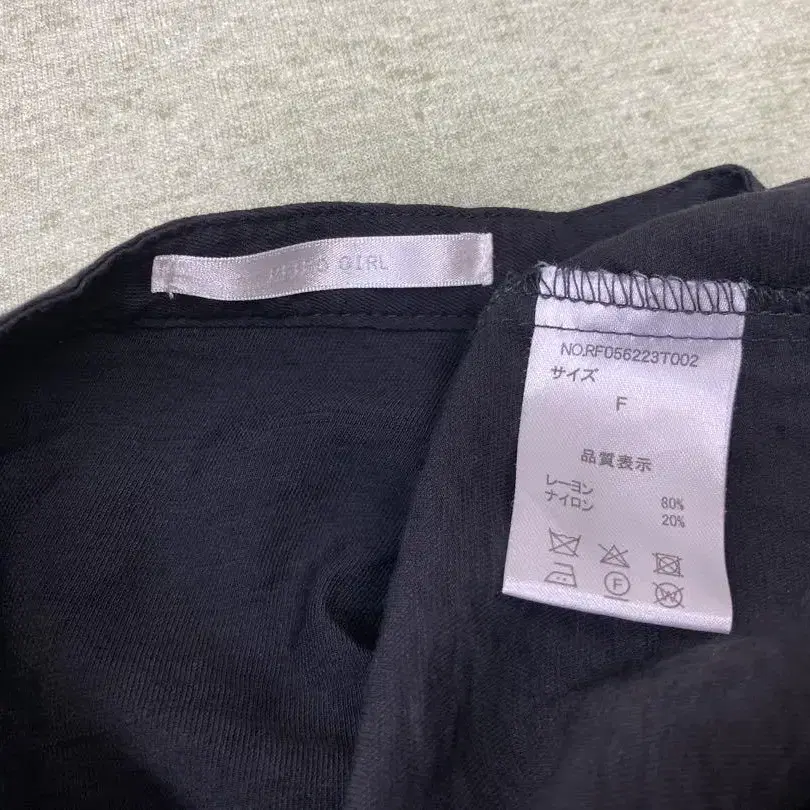 GIRL
NO.RF056223T002
サイズ
F
品質表示
レーヨン 80%
ナイロン 20%
F
W